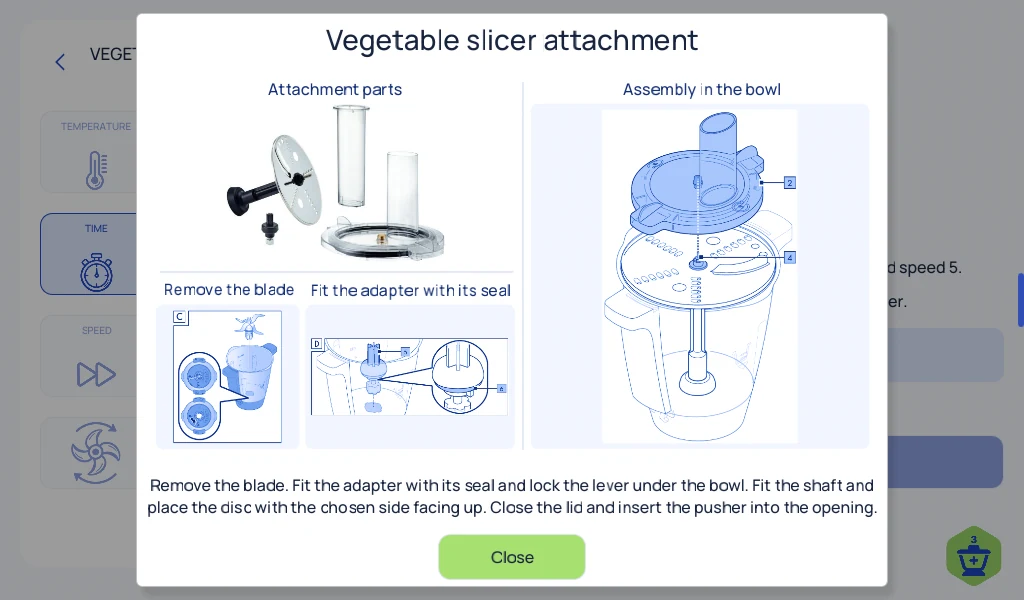 Vegetable slicer attachment
VEGET
Attachment parts
Assembly in the bowl
TEMPERATURE
2
TIME
4
d speed 5.
Remove the blade
Fit the adapter with its seal
er.
C
D
5
SPEED
6
Remove the blade. Fit the adapter with its seal and lock the lever under the bowl. Fit the shaft and
place the disc with the chosen side facing up. Close the lid and insert the pusher into the opening.
3
Close